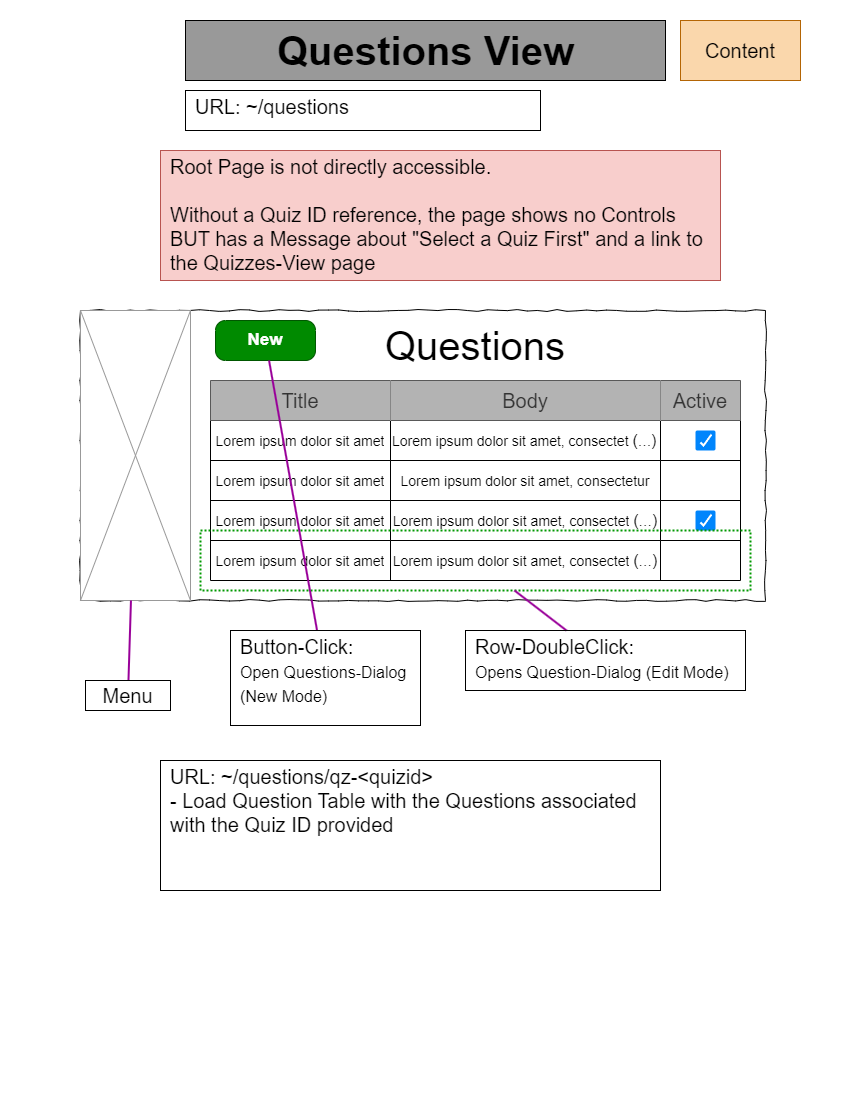 Questions View
Content
URL: ~/questions
Root Page is not directly accessible.
Without a Quiz ID reference, the page shows no Controls
BUT has a Message about "Select a Quiz First" and a link to
the Quizzes-View page
New
Questions
Title Body Active
Lorem ipsum dolor sit amet Lorem ipsum dolor sit amet, consectet (...)
Lorem ipsum dolor sit amet Lorem ipsum dolor sit amet, consectetur
Lorem ipsum dolor sit amet Lorem ipsum dolor sit amet, consectet (...)
Lorem ipsum dolor sit amet Lorem ipsum dolor sit amet, consectet (...)
Button-Click:
Open Questions-Dialog
(New Mode)
Row-DoubleClick:
Opens Question-Dialog (Edit Mode)
Menu
URL: ~/questions/qz-<quizid>
- Load Question Table with the Questions associated
with the Quiz ID provided